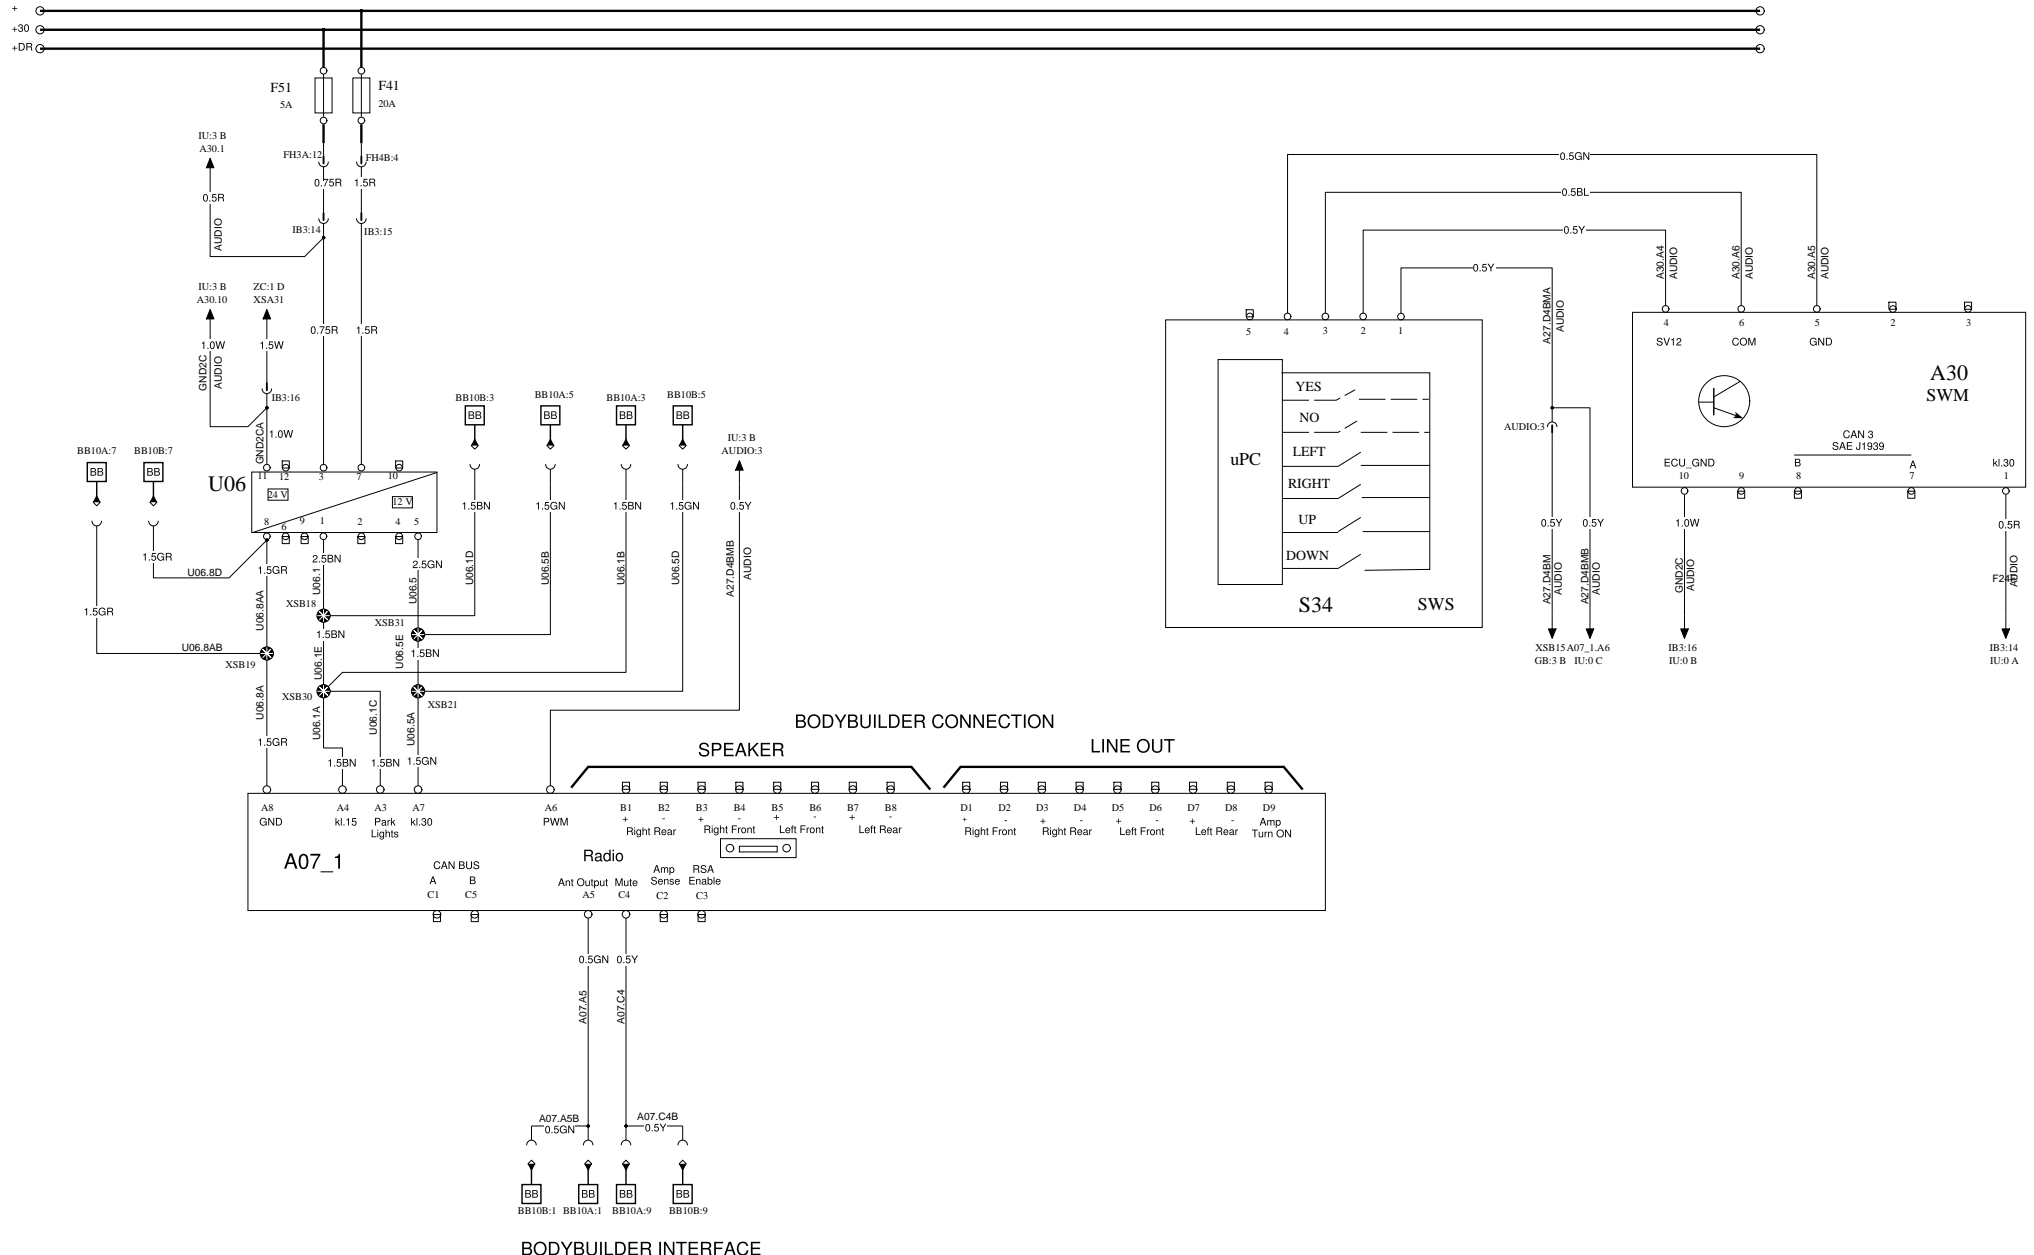 +
+30
+DR
F51
5A
F41
20A
IU:3 B
A30.1
FH3A:12
FH4B:4
0.75R
1.5R
0.5R
AUDIO
IB3:14
IB3:15
IU:3 B
A30.10
ZC:1 D
XSA31
1.0W
1.5W
GND2C
AUDIO
0.75R
1.5R
IB3:16
GND2CA
1.0W
BB10A:7
BB
BB10B:7
BB
BB10B:3
BB
BB10A:5
BB
BB10A:3
BB
BB10B:5
BB
IU:3 B
AUDIO:3
U06
11
12
3
7
10
24 V
12 V
8
6
9
1
2
4
5
1.5BN
1.5GN
1.5BN
1.5GN
0.5Y
U06.1D
U06.5B
U06.1B
U06.5D
A27.D4BMB
AUDIO
1.5GR
U06.8D
1.5GR
2.5BN
2.5GN
U06.8AA
U06.1
U06.5
1.5GR
U06.8AB
XSB19
XSB18
XSB31
1.5BN
1.5BN
U06.1E
U06.5E
XSB30
XSB21
U06.8A
U06.1A
U06.1C
U06.5A
1.5GR
1.5BN
1.5BN
1.5GN
BODYBUILDER CONNECTION
SPEAKER
LINE OUT
A8
GND
A4
kl.15
A3
Park
Lights
A7
kl.30
A6
PWM
B1
B2
B3
B4
B5
B6
B7
B8
+
-
+
-
+
-
+
-
Right Rear
Right Front
Left Front
Left Rear
D1
D2
D3
D4
D5
D6
D7
D8
D9
+
-
+
-
+
-
+
-
Right Front
Right Rear
Left Front
Left Rear
Amp
Turn ON
A07_1
CAN BUS
A
B
C1
C5
Radio
Ant Output
A5
Mute
C4
Amp
Sense
C2
RSA
Enable
C3
0.5GN
0.5Y
A07.A5
A07.C4
A07.A5B
0.5GN
A07.C4B
0.5Y
BB
BB
BB
BB
BB10B:1
BB10A:1
BB10A:9
BB10B:9
BODYBUILDER INTERFACE
0.5GN
0.5BL
0.5Y
0.5Y
A27.D4BMA
AUDIO
A30.A4
AUDIO
A30.A6
AUDIO
A30.A5
AUDIO
5
4
3
2
1
uPC
YES
NO
LEFT
RIGHT
UP
DOWN
S34
SWS
AUDIO:3
0.5Y
0.5Y
A27.D4BM
AUDIO
A27.D4BMB
AUDIO
XSB15
GB:3 B
A07_1.A6
IU:0 C
4
6
5
2
3
SV12
COM
GND
A30
SWM
CAN 3
SAE J1939
ECU_GND
10
9
B
8
A
7
kl.30
1
1.0W
GND2C
AUDIO
IB3:16
IU:0 B
0.5R
AUDIO
IB3:14
IU:0 A